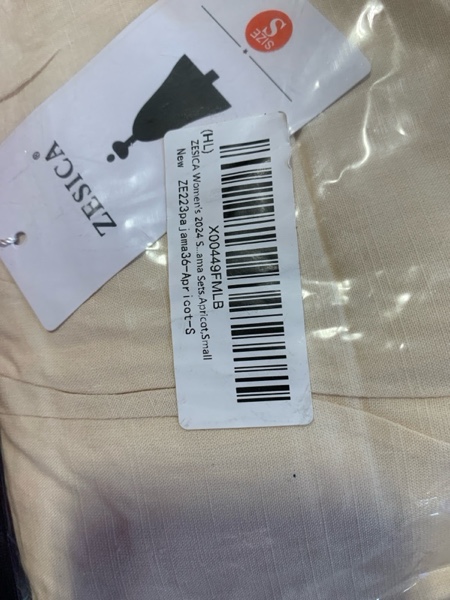 SIZE
S
ZESICA®
(HL)
X00449FMLB
ZESICA Women's 2024 S...ama Sets,Apricot,Small
New ZE223pajama36-Apricot-S